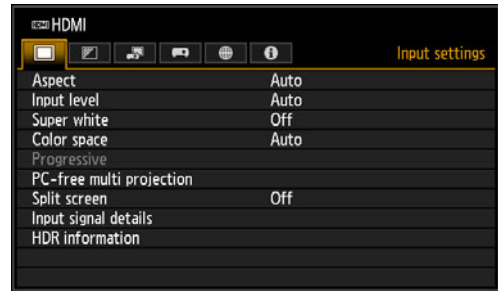 HDMI HDMI
Input settings
Aspect Auto
Input level Auto
Super white Off
Color space Auto
Progressive
PC-free multi projection
Split screen Off
Input signal details
HDR information